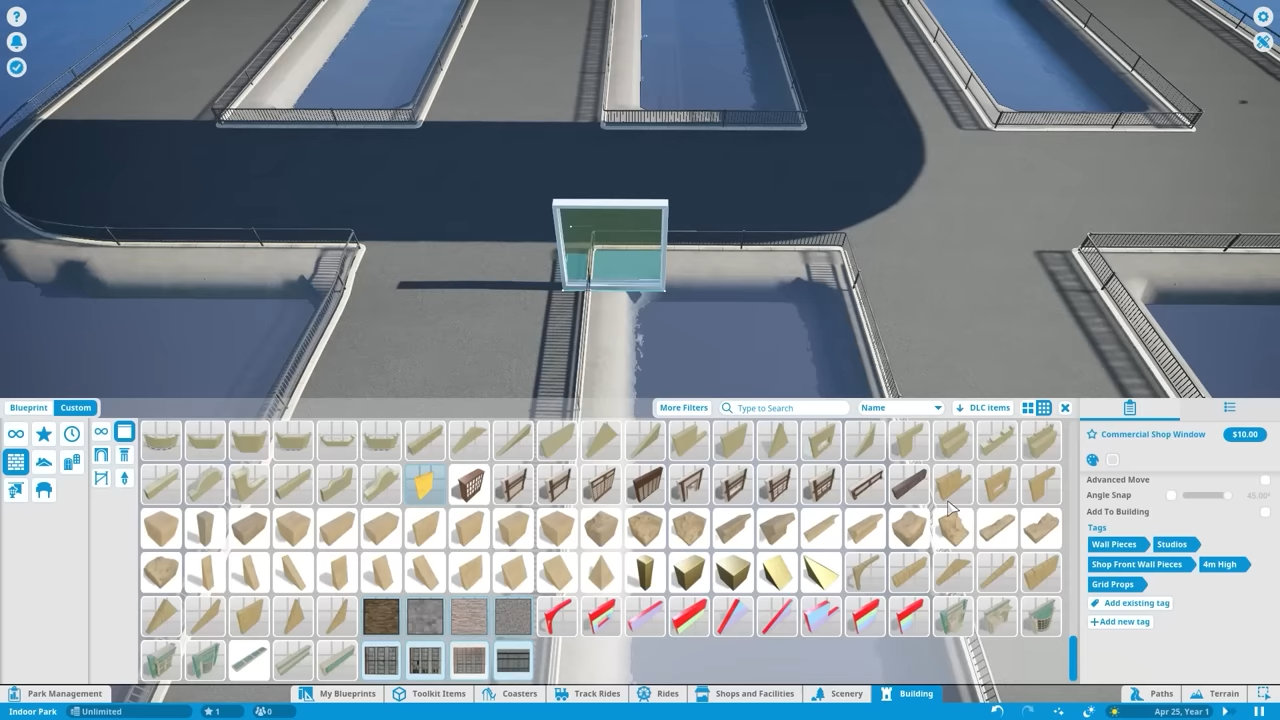 Blueprint Custom More Filters Type to Search Name DLC items
Commercial Shop Window $10.00
Advanced Move
Angle Snap 45.00°
Add To Building
Tags
Wall Pieces Studios
Shop Front Wall Pieces 4m High
Grid Props
Add existing tag
+Add new tag
Park Management My Blueprints Toolkit Items Coasters Track Rides Rides Shops and Facilities Scenery Building Paths Terrain
Indoor Park Unlimited 1 0 Apr 25, Year 1